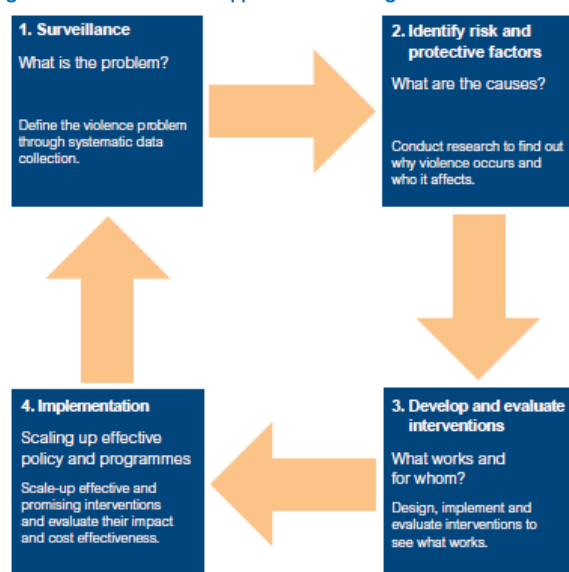 1. Surveillance
What is the problem?
Define the violence problem
through systematic data
collection.
2. Identify risk and
protective factors
What are the causes?
Conduct research to find out
why violence occurs and
who it affects.
3. Develop and evaluate
interventions
What works and
for whom?
Design, implement and
evaluate interventions to
see what works.
4. Implementation
Scaling up effective
policy and programmes
Scale-up effective and
promising interventions
and evaluate their impact
and cost effectiveness.